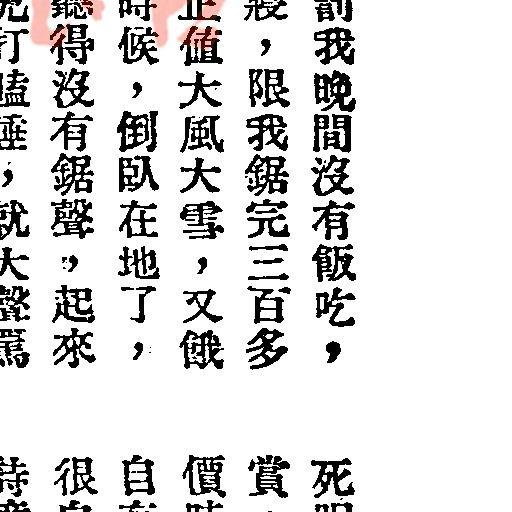 罰我晚間沒有飯吃，
，限我鋸完三百多
正值大風大雪，又餓
時候，倒臥在地了，
聽得沒有鋸聲，起來
打瞌睡，就大聲罵
死
賞
價
自
很